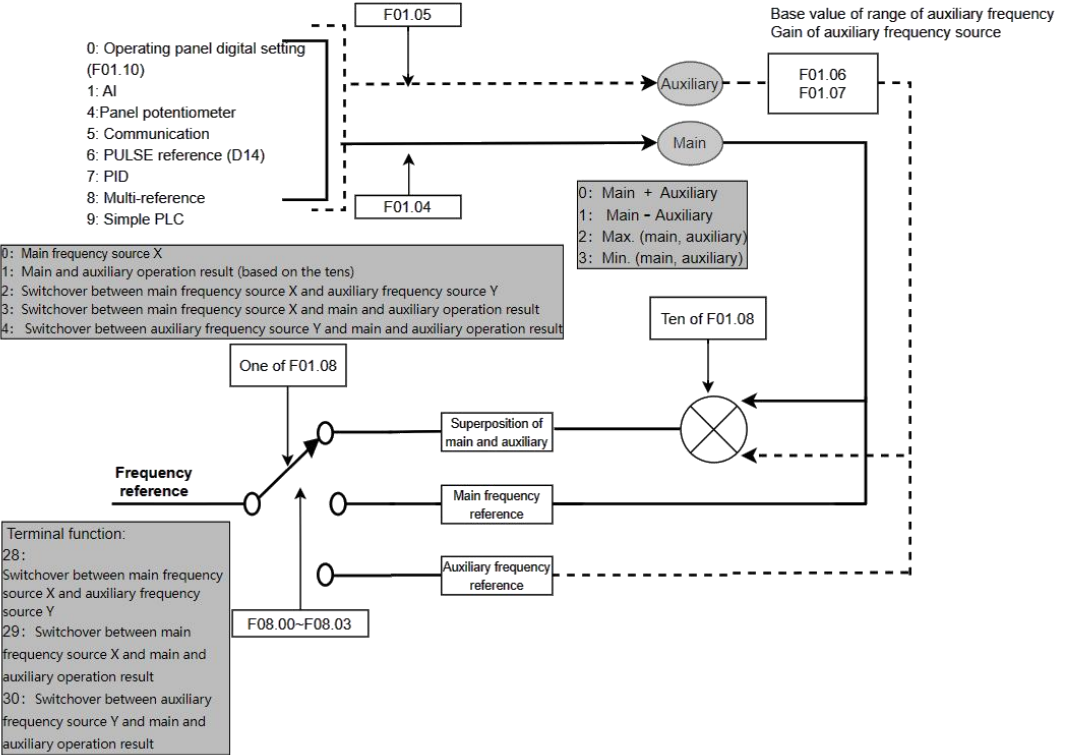 F01.05
Base value of range of auxiliary frequency
Gain of auxiliary frequency source
0: Operating panel digital setting
(F01.10)
1: AI
4:Panel potentiometer
5: Communication
6: PULSE reference (D14)
7: PID
8: Multi-reference
9: Simple PLC
Auxiliary
F01.06
F01.07
Main
F01.04
0: Main + Auxiliary
1: Main - Auxiliary
2: Max. (main, auxiliary)
3: Min. (main, auxiliary)
0: Main frequency source X
1: Main and auxiliary operation result (based on the tens)
2: Switchover between main frequency source X and auxiliary frequency source Y
3: Switchover between main frequency source X and main and auxiliary operation result
4: Switchover between auxiliary frequency source Y and main and auxiliary operation result
Ten of F01.08
One of F01.08
Superposition of
main and auxiliary
Frequency
reference
Main frequency
reference
Auxiliary frequency
reference
Terminal function:
28:
Switchover between main frequency
source X and auxiliary frequency
source Y
29: Switchover between main
frequency source X and main and
auxiliary operation result
30: Switchover between auxiliary
frequency source Y and main and
auxiliary operation result
F08.00~F08.03